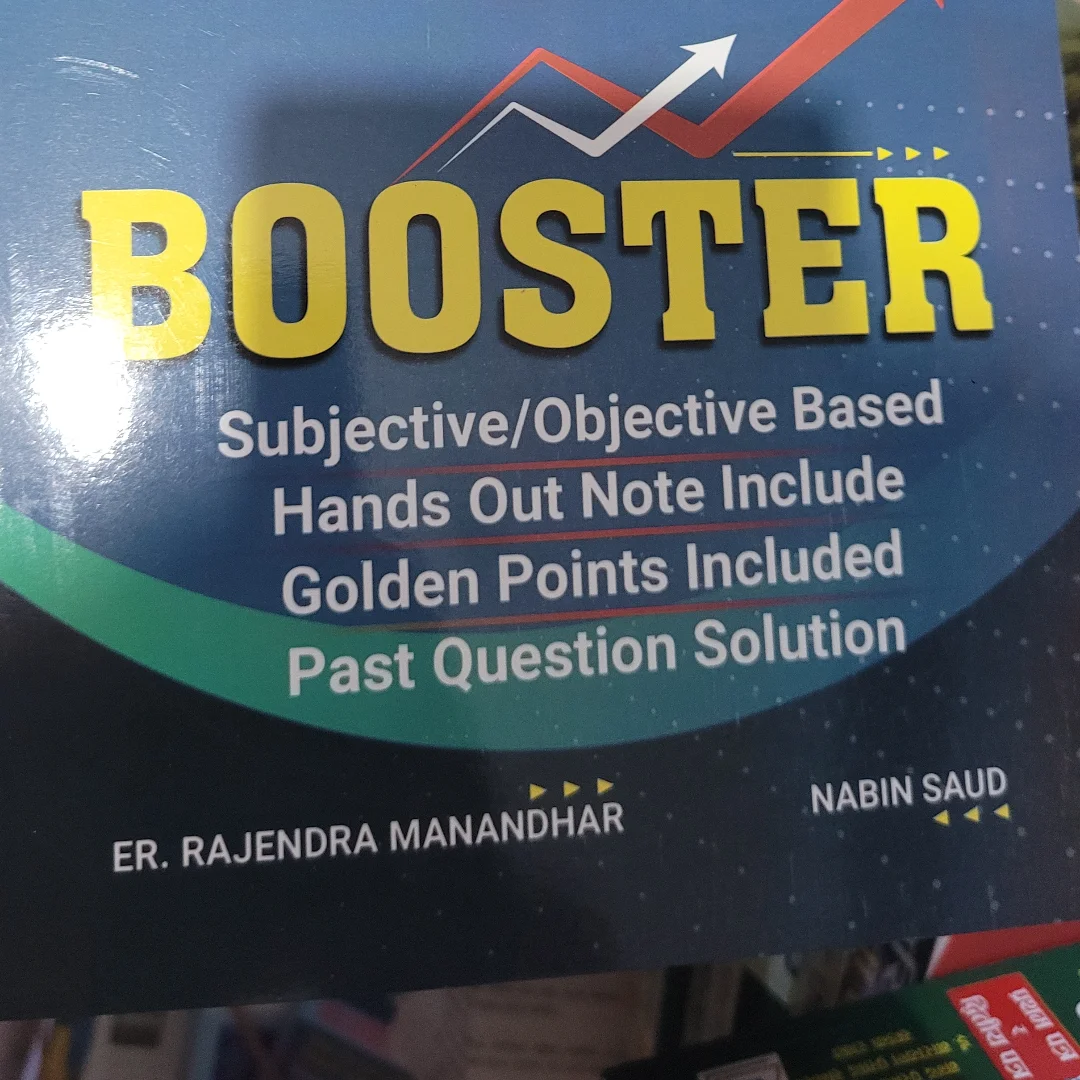 BOOSTER
Subjective/Objective Based
Hands Out Note Include
Golden Points Included
Past Question Solution
ER. RAJENDRA MANANDHAR
NABIN SAUD